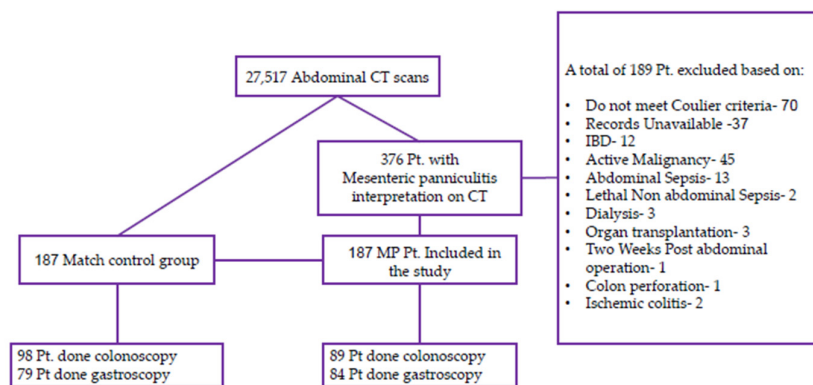 27,517 Abdominal CT scans
376 Pt. with
Mesenteric panniculitis
interpretation on CT
187 Match control group
187 MP Pt. Included in
the study
98 Pt. done colonoscopy
79 Pt done gastroscopy
89 Pt done colonoscopy
84 Pt done gastroscopy
A total of 189 Pt. excluded based on:
• Do not meet Coulier criteria- 70
• Records Unavailable -37
• IBD- 12
• Active Malignancy- 45
• Abdominal Sepsis- 13
• Lethal Non abdominal Sepsis- 2
• Dialysis- 3
• Organ transplantation- 3
• Two Weeks Post abdominal
operation- 1
• Colon perforation- 1
• Ischemic colitis- 2